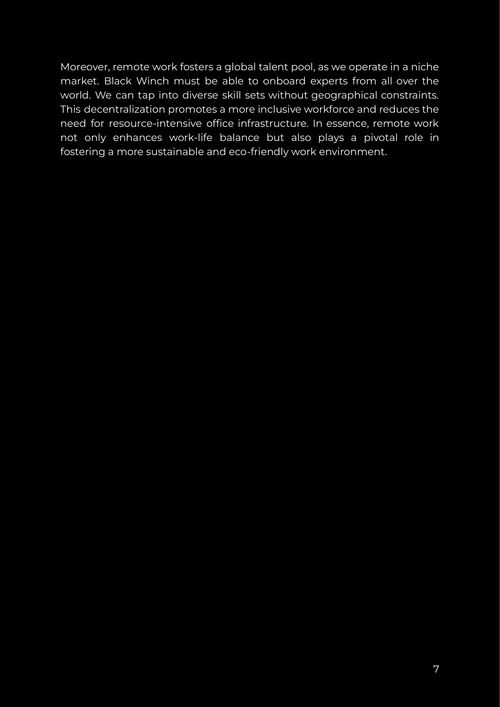 Moreover, remote work fosters a global talent pool, as we operate in a niche
market. Black Winch must be able to onboard experts from all over the
world. We can tap into diverse skill sets without geographical constraints.
This decentralization promotes a more inclusive workforce and reduces the
need for resource-intensive office infrastructure. In essence, remote work
not only enhances work-life balance but also plays a pivotal role in
fostering a more sustainable and eco-friendly work environment.
7